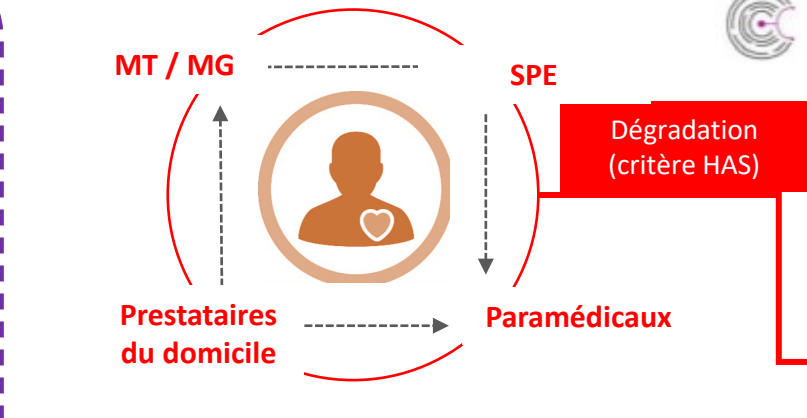 MT / MG
SPE
Dégradation
(critère HAS)
Prestataires
du domicile
Paramédicaux